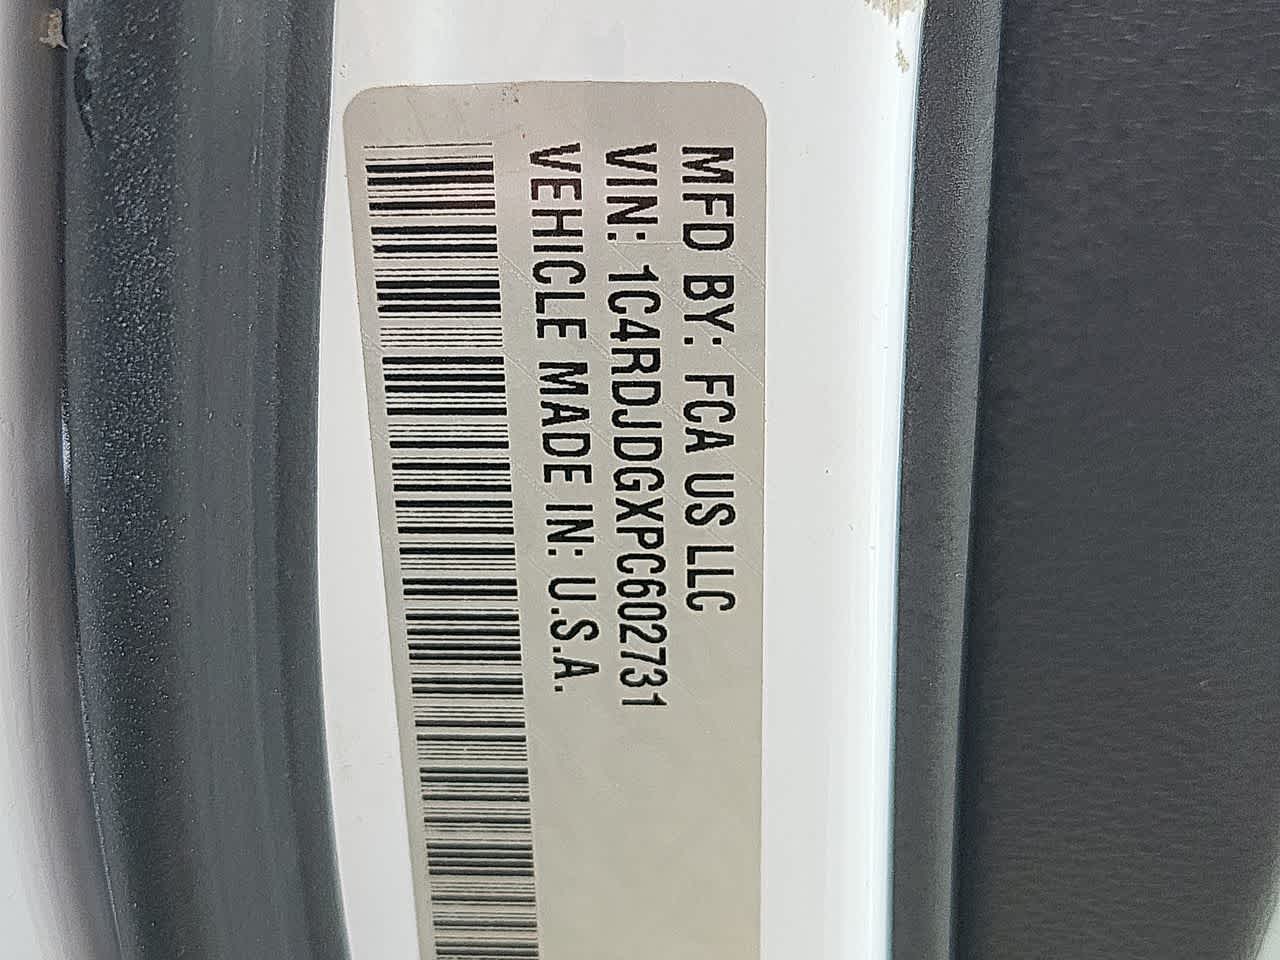 MFD BY: FCA US LLC
VIN: 1C4RDJDGXPC602731
VEHICLE MADE IN: U.S.A.